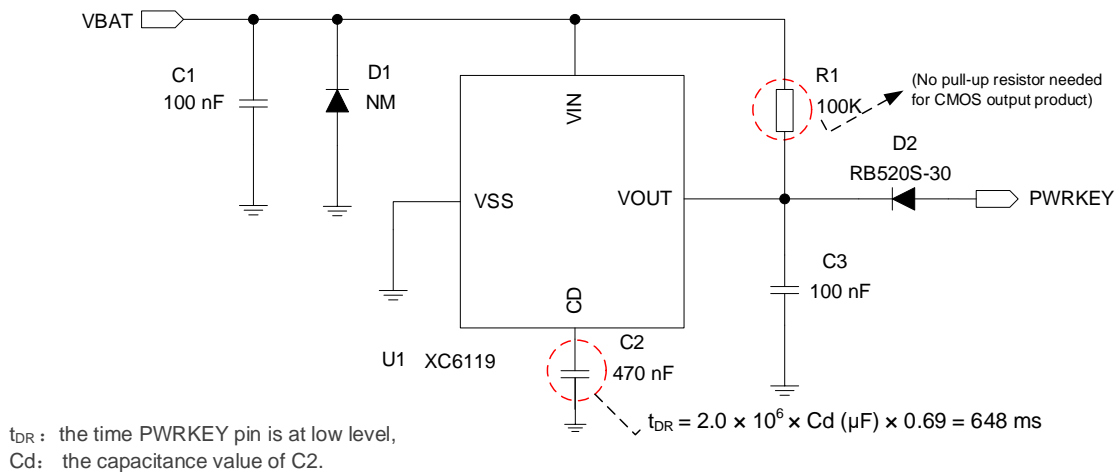 VBAT
C1
100 nF
D1
NM
VIN
R1
100K
(No pull-up resistor needed
for CMOS output product)
D2
RB520S-30
VSS
VOUT
PWRKEY
C3
100 nF
CD
U1 XC6119
C2
470 nF
t_DR = 2.0 × 10⁶ × Cd (μF) × 0.69 = 648 ms
t_DR： the time PWRKEY pin is at low level,
Cd： the capacitance value of C2.